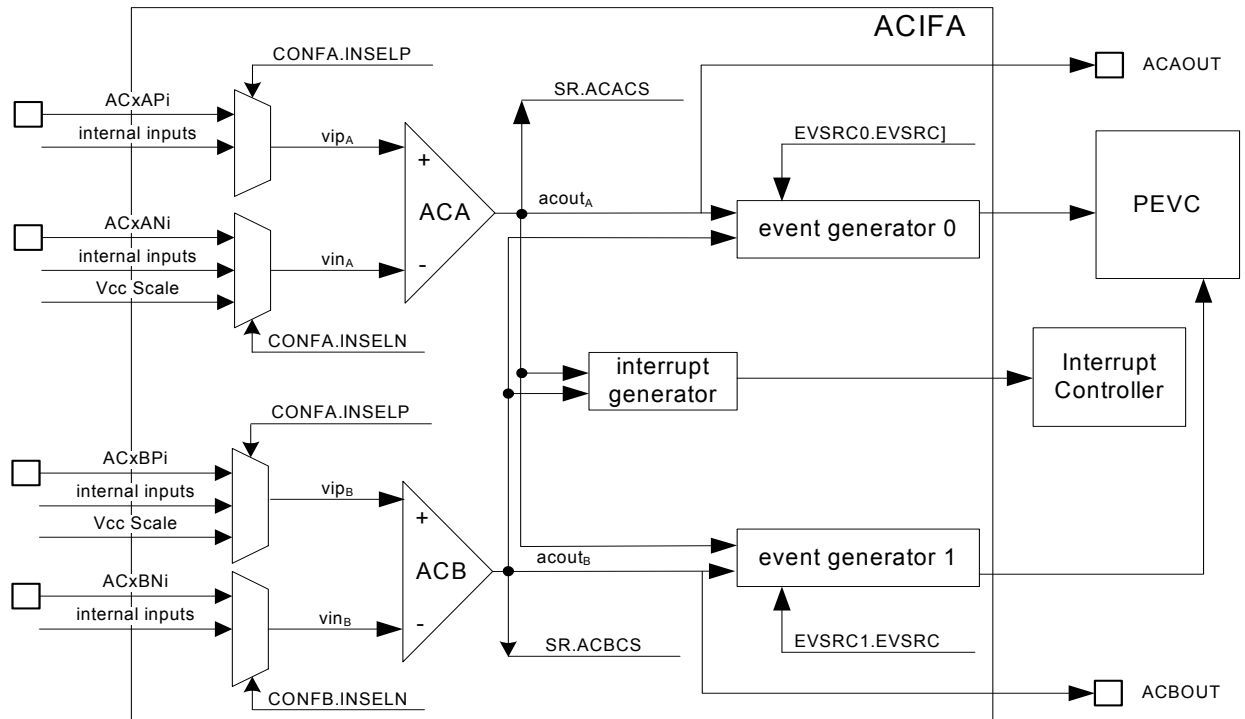 ACIFA
CONFA.INSELP
ACAOUT
ACxAPi
internal inputs
SR.ACACS
vipA
EVSRC0.EVSRC]
+
ACA
-
acoutA
PEVC
event generator 0
ACxANi
internal inputs
Vcc Scale
vinA
CONFA.INSELN
interrupt
generator
Interrupt
Controller
CONFA.INSELP
ACxBPi
internal inputs
Vcc Scale
vipB
+
ACB
-
acoutB
event generator 1
ACxBNi
internal inputs
vinB
SR.ACBCS
EVSRC1.EVSRC
CONFB.INSELN
ACBOUT